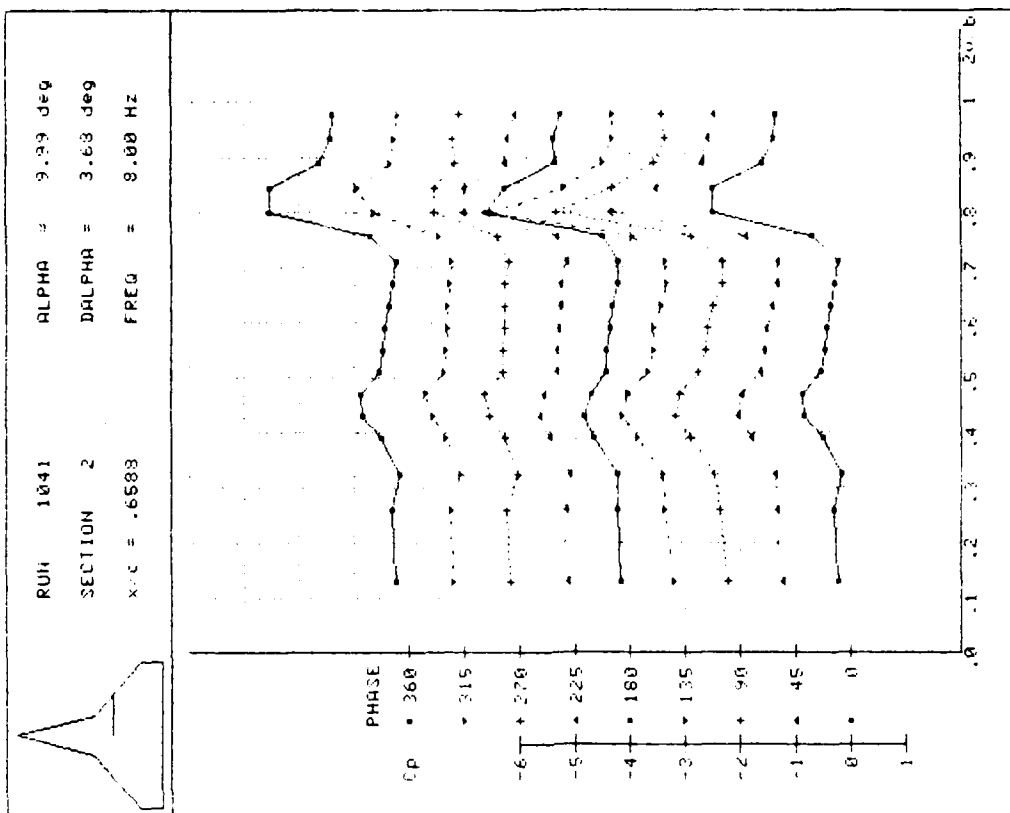 RUN 1041 ALPHA = 9.99 deg
SECTION 2 DALPHA = 3.68 deg
x/c = .6588 FREQ = 8.00 Hz
PHASE
Cp 360
315
-6 270
-5 225
-4 180
-3 135
-2 90
-1 45
0 0
1
.0 .1 .2 .3 .4 .5 .6 .7 .8 .9 1